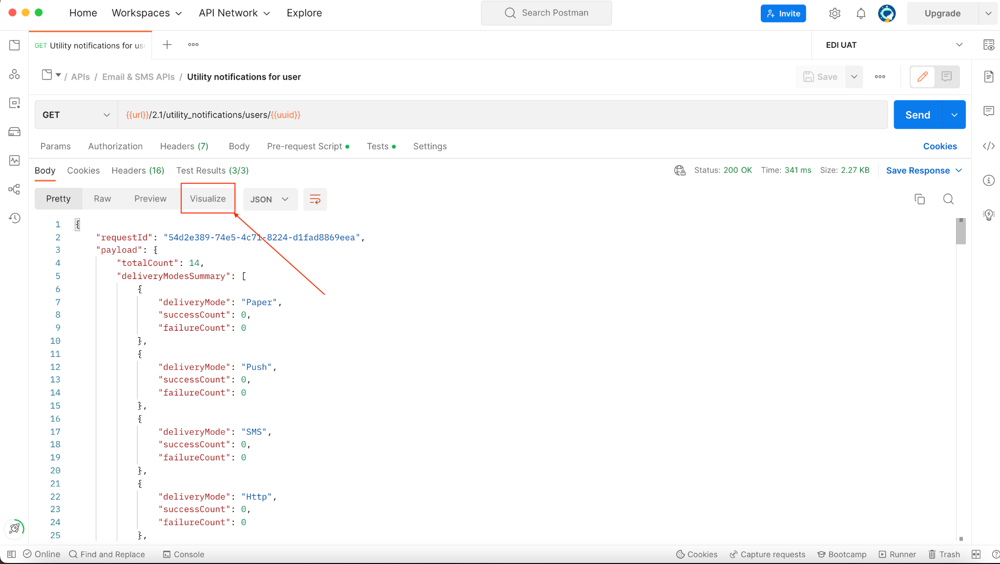 Home Workspaces API Network Explore Search Postman Invite Upgrade
GET Utility notifications for us EDI UAT
/ APIs / Email & SMS APIs / Utility notifications for user Save
GET {{url}}/2.1/utility_notifications/users/{{uuid}} Send
Params Authorization Headers (7) Body Pre-request Script Tests Settings Cookies
Body Cookies Headers (16) Test Results (3/3) Status: 200 OK Time: 341 ms Size: 2.27 KB Save Response
Pretty Raw Preview Visualize JSON
1 {
2 "requestId": "54d2e389-74e5-4c71-8224-d1fad8869eea",
3 "payload": {
4 "totalCount": 14,
5 "deliveryModesSummary": [
6 {
7 "deliveryMode": "Paper",
8 "successCount": 0,
9 "failureCount": 0
10 },
11 {
12 "deliveryMode": "Push",
13 "successCount": 0,
14 "failureCount": 0
15 },
16 {
17 "deliveryMode": "SMS",
18 "successCount": 0,
19 "failureCount": 0
20 },
21 {
22 "deliveryMode": "Http",
23 "successCount": 0,
24 "failureCount": 0
25 },
Online Find and Replace Console Cookies Capture requests Bootcamp Runner Trash